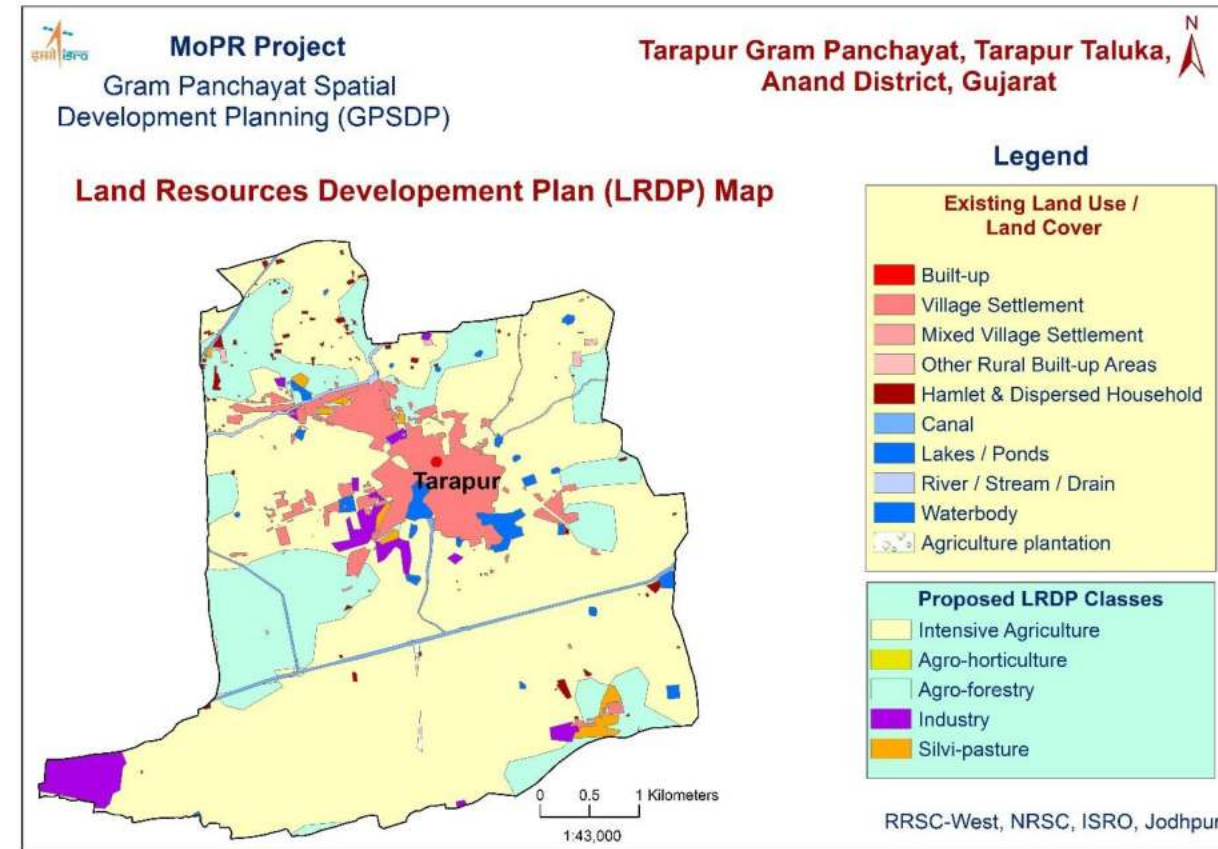 इसरो isro
MoPR Project
Gram Panchayat Spatial
Development Planning (GPSDP)
Tarapur Gram Panchayat, Tarapur Taluka,
Anand District, Gujarat
N
Land Resources Developement Plan (LRDP) Map
Legend
Existing Land Use /
Land Cover
Built-up
Village Settlement
Mixed Village Settlement
Other Rural Built-up Areas
Hamlet & Dispersed Household
Canal
Lakes / Ponds
River / Stream / Drain
Waterbody
Agriculture plantation
Proposed LRDP Classes
Intensive Agriculture
Agro-horticulture
Agro-forestry
Industry
Silvi-pasture
Tarapur
0 0.5 1 Kilometers
1:43,000
RRSC-West, NRSC, ISRO, Jodhpur